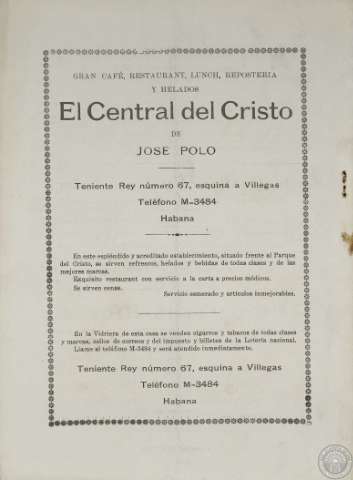 GRAN CAFÉ, RESTAURANT, LUNCH, REPOSTERIA
Y HELADOS
El Central del Cristo
DE
JOSE POLO
Teniente Rey número 67, esquina a Villegas
Teléfono M-3484
Habana
En este espléndido y acreditado establecimiento, situado frente al Parque
del Cristo, se sirven refrescos, helados y bebidas de todas clases y de las
mejores marcas.
Exquisito restaurant con servicio a la carta a precios módicos.
Se sirven cenas.
Servicio esmerado y artículos inmejorables.
En la Vidriera de esta casa se venden cigarros y tabacos de todas clases
y marcas, sellos de correos y del impuesto y billetes de la Lotería nacional.
Llame al teléfono M-3484 y será atendido inmediatamente.
Teniente Rey número 67, esquina a Villegas
Teléfono M-3484
Habana